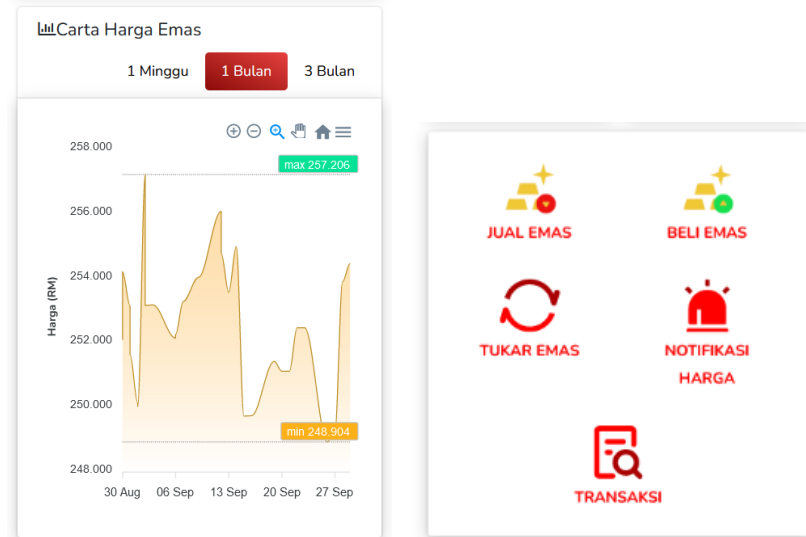 Carta Harga Emas
1 Minggu 1 Bulan 3 Bulan
258.000
max 257.206
256.000
254.000
Harga (RM)
252.000
250.000
min 248.904
248.000
30 Aug 06 Sep 13 Sep 20 Sep 27 Sep
JUAL EMAS BELI EMAS
TUKAR EMAS NOTIFIKASI
HARGA
TRANSAKSI